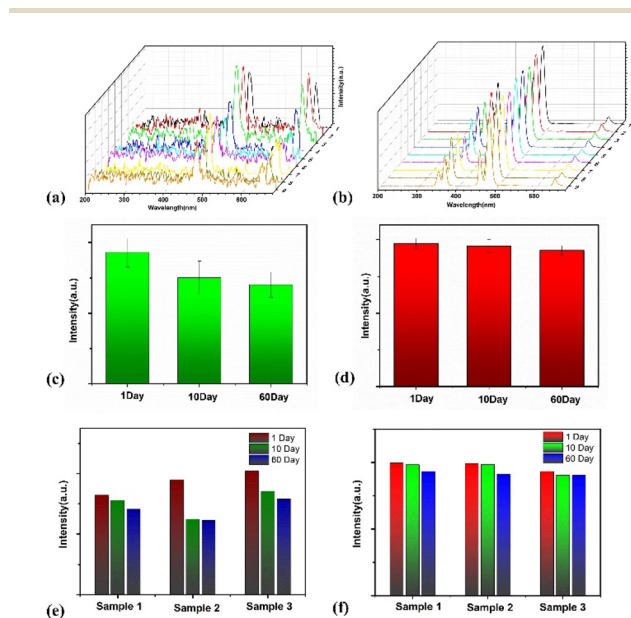 Intensity(a.u.)
200 300 400 500 600
Wavelength(nm)
(a)
200 300 400 500 600
Wavelength(nm)
(b)
Intensity(a.u.)
1Day 10Day 60Day
(c)
Intensity(a.u.)
1Day 10Day 60Day
(d)
1 Day
10 Day
60 Day
Intensity(a.u.)
Sample 1 Sample 2 Sample 3
(e)
1 Day
10 Day
60 Day
Intensity(a.u.)
Sample 1 Sample 2 Sample 3
(f)